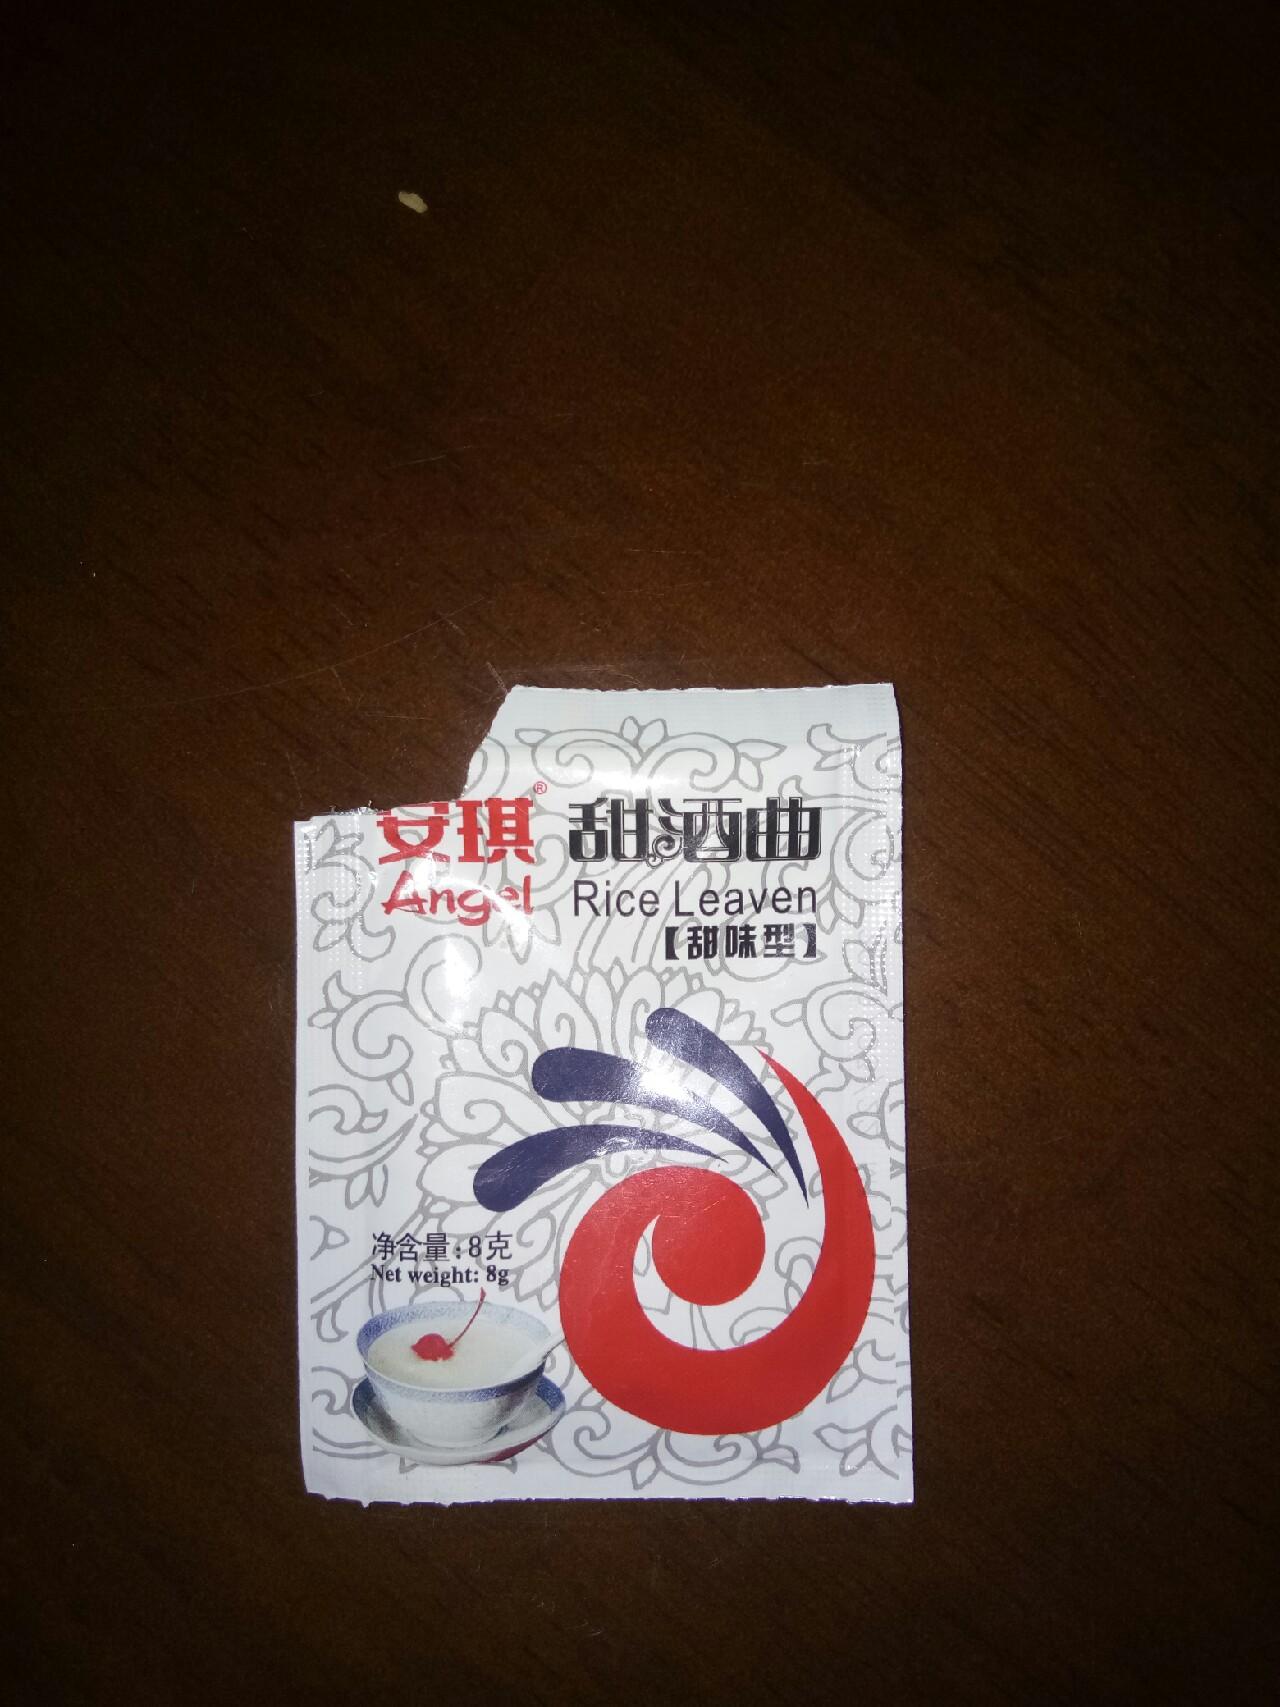 安琪® 甜酒曲
Angel Rice Leaven
【甜味型】
净含量:8克
Net weight: 8g